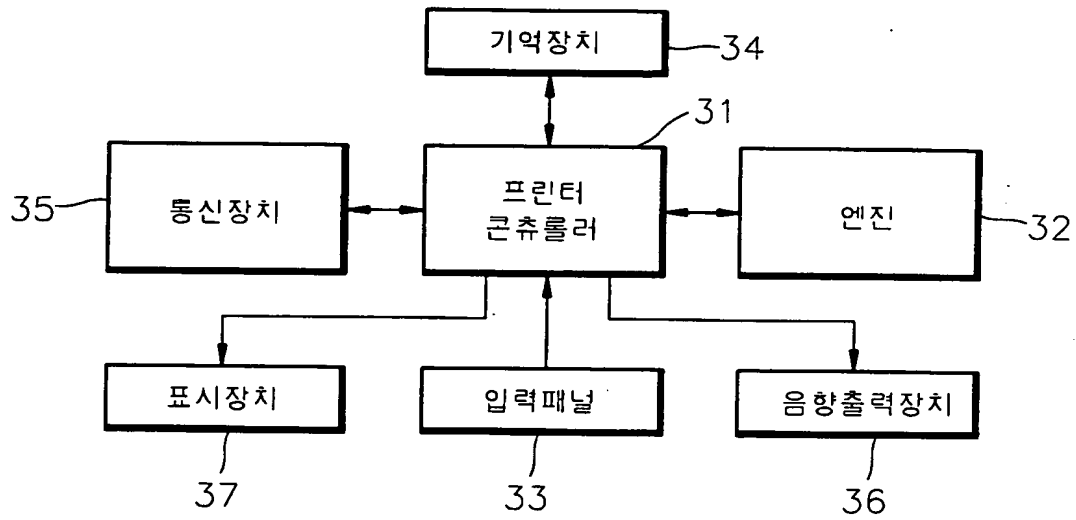 기억장치
34
31
35
통신장치
프린터
콘츄롤러
엔진
32
표시장치
입력패널
음향출력장치
37
33
36